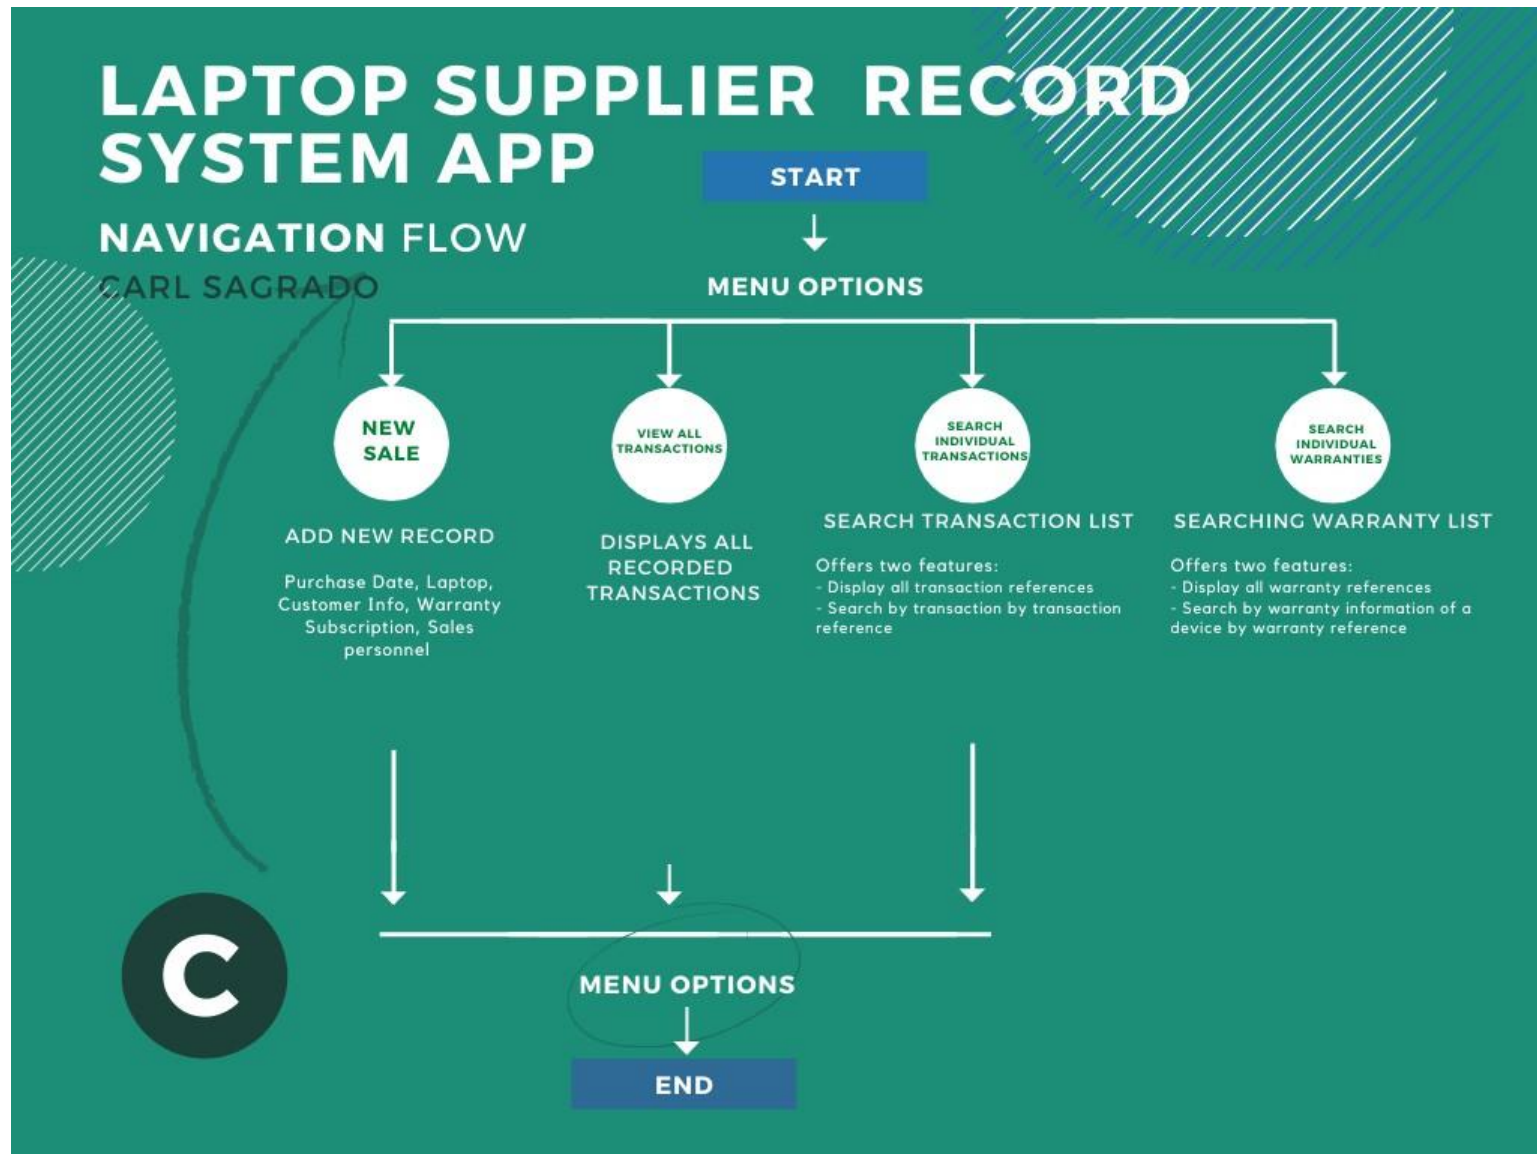 LAPTOP SUPPLIER RECORD
SYSTEM APP
NAVIGATION FLOW
CARL SAGRADO
START
MENU OPTIONS
NEW
SALE
ADD NEW RECORD
Purchase Date, Laptop,
Customer Info, Warranty
Subscription, Sales
personnel
VIEW ALL
TRANSACTIONS
DISPLAYS ALL
RECORDED
TRANSACTIONS
SEARCH
INDIVIDUAL
TRANSACTIONS
SEARCH TRANSACTION LIST
Offers two features:
- Display all transaction references
- Search by transaction by transaction
reference
SEARCH
INDIVIDUAL
WARRANTIES
SEARCHING WARRANTY LIST
Offers two features:
- Display all warranty references
- Search by warranty information of a
device by warranty reference
C
MENU OPTIONS
END